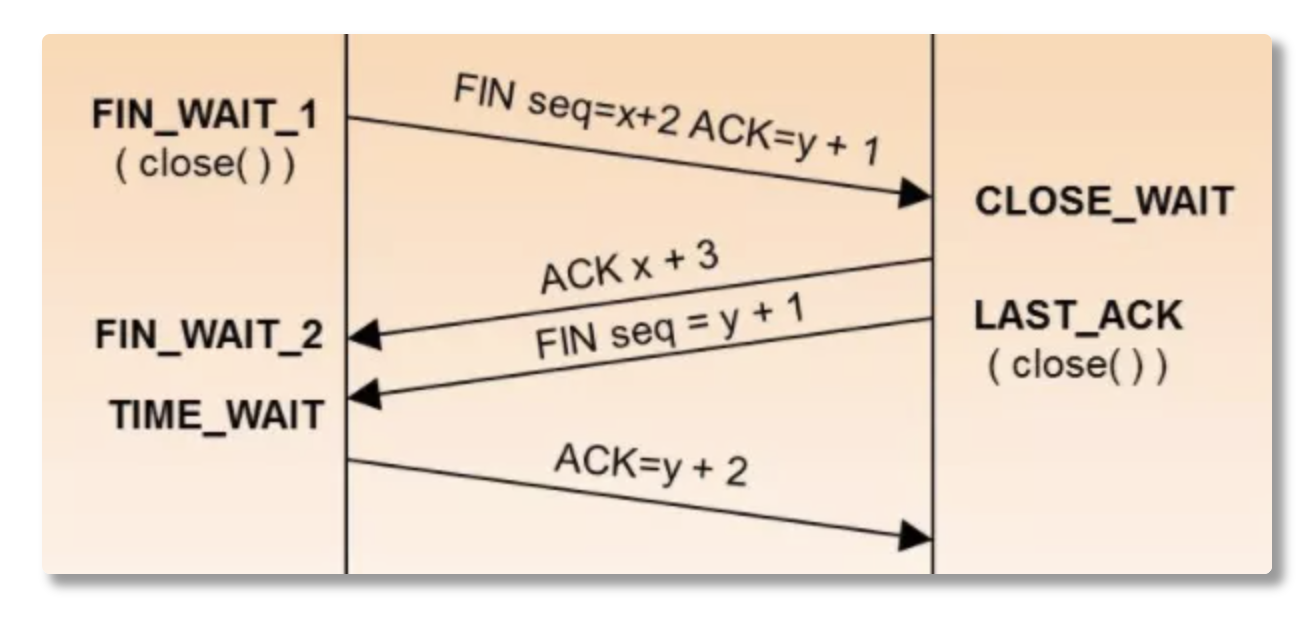 FIN_WAIT_1
( close( ) )
FIN seq=x+2 ACK=y + 1
CLOSE_WAIT
ACK x + 3
FIN_WAIT_2
FIN seq = y + 1
LAST_ACK
( close( ) )
TIME_WAIT
ACK=y + 2